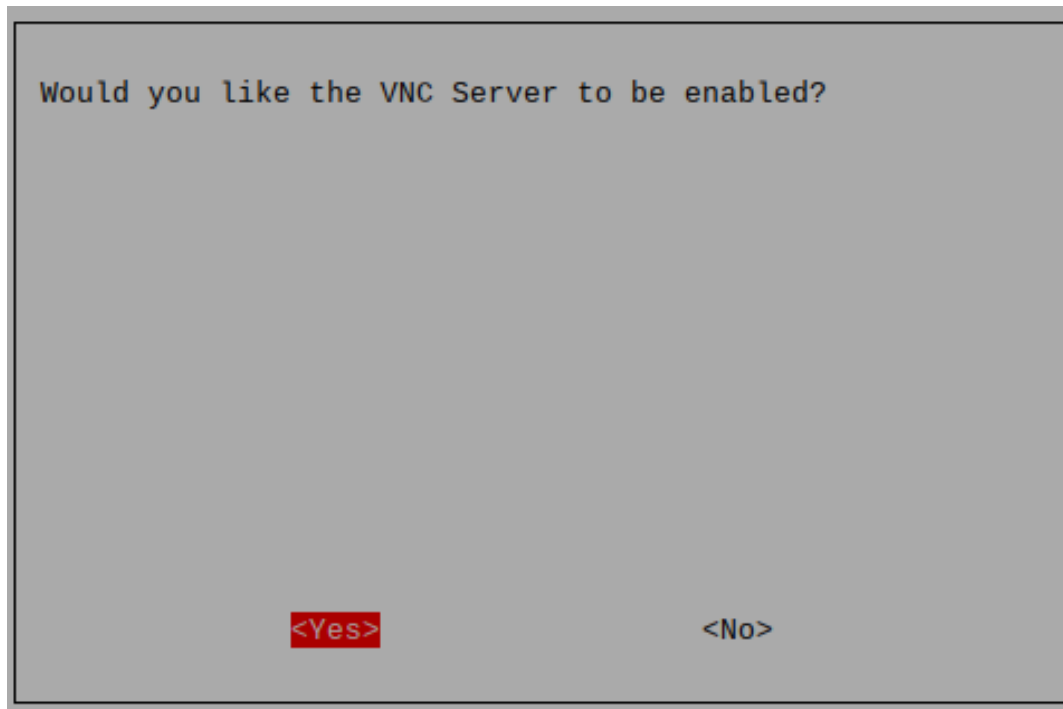 Would you like the VNC Server to be enabled?
<Yes> <No>